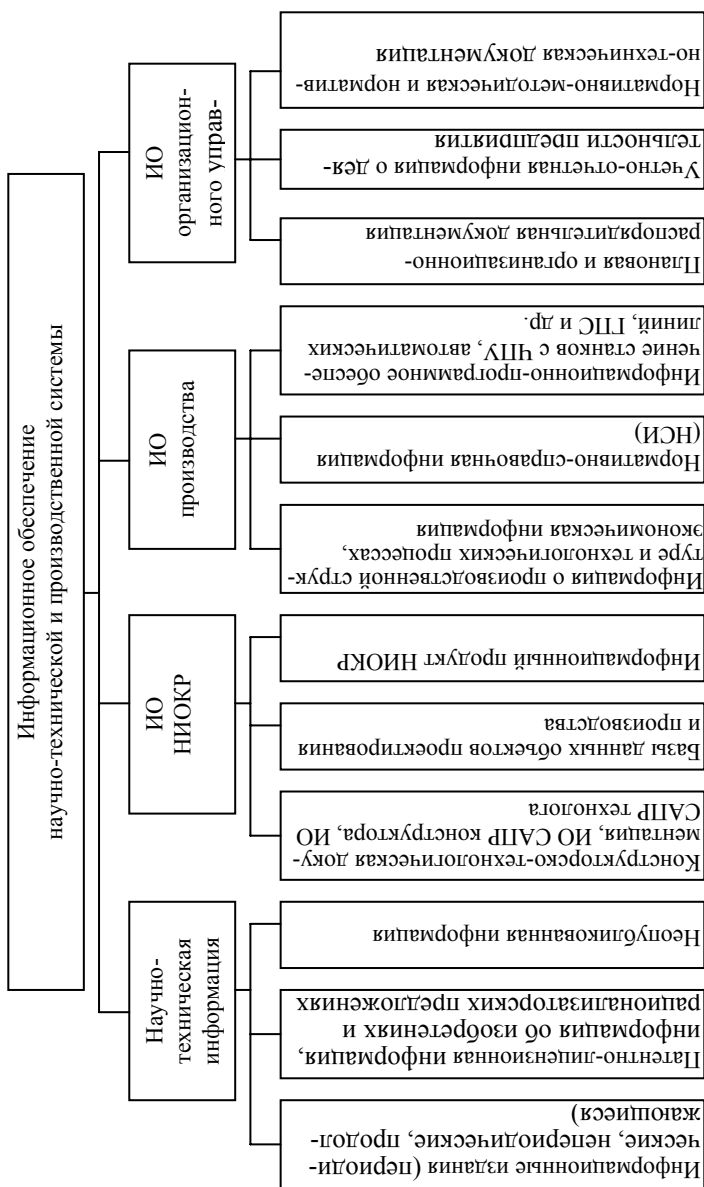 Информационное обеспечение
научно-технической и производственной системы
Научно-
техническая
информация
ИО
НИОКР
ИО
производства
ИО
организацион-
ного управ-
Информационные издания (периоди-
ческие, непериодические, продол-
жающиеся)
Патентно-лицензионная информация,
информация об изобретениях и
рационализаторских предложениях
Неопубликованная информация
Конструкторско-технологическая доку-
ментация, ИО САПР конструктора, ИО
САПР технолога
Базы данных объектов проектирования
и производства
Информационный продукт НИОКР
Информация о производственной струк-
туре и технологических процессах,
экономическая информация
Нормативно-справочная информация
(НСИ)
Информационно-программное обеспе-
чение станков с ЧПУ, автоматических
линий, ГПС и др.
Плановая и организационно-
распорядительная документация
Учетно-отчетная информация о дея-
тельности предприятия
Нормативно-методическая и норматив-
но-техническая документация